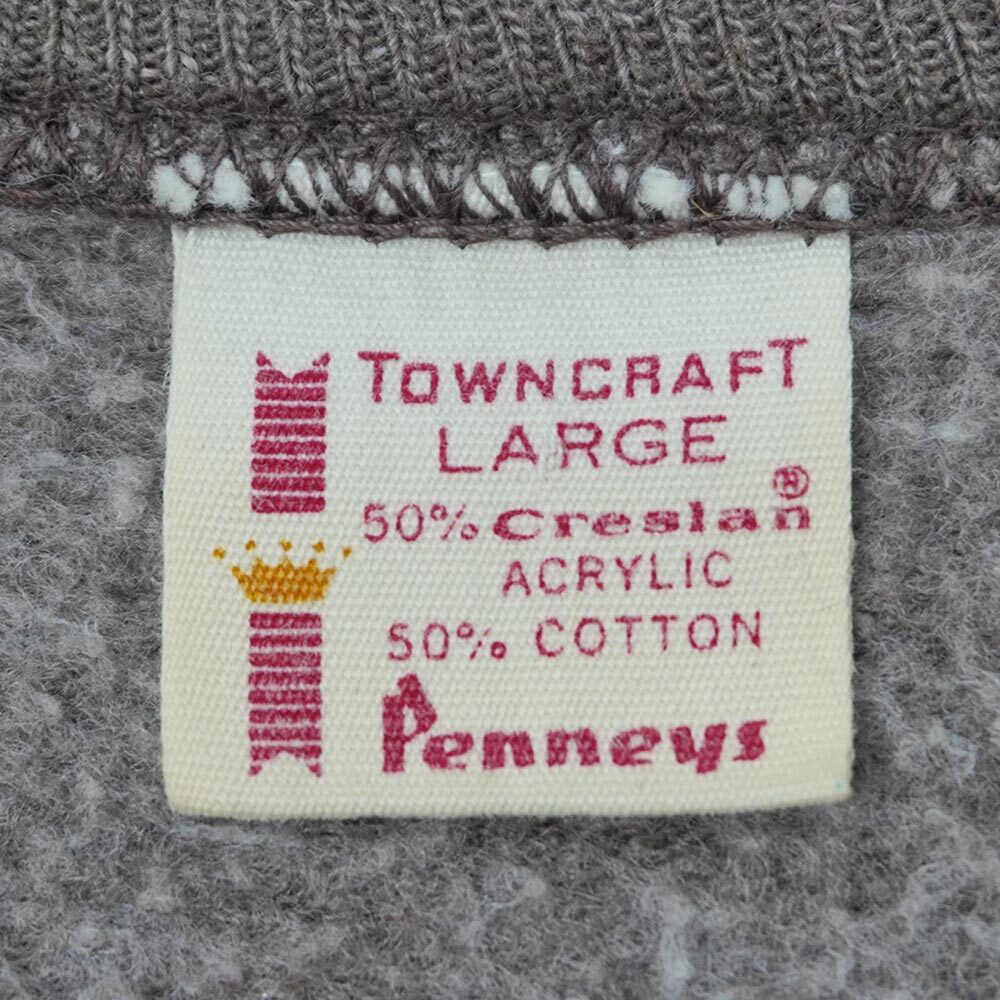 TOWNCRAFT
LARGE
50% Creslan®
ACRYLIC
50% COTTON
Penneys